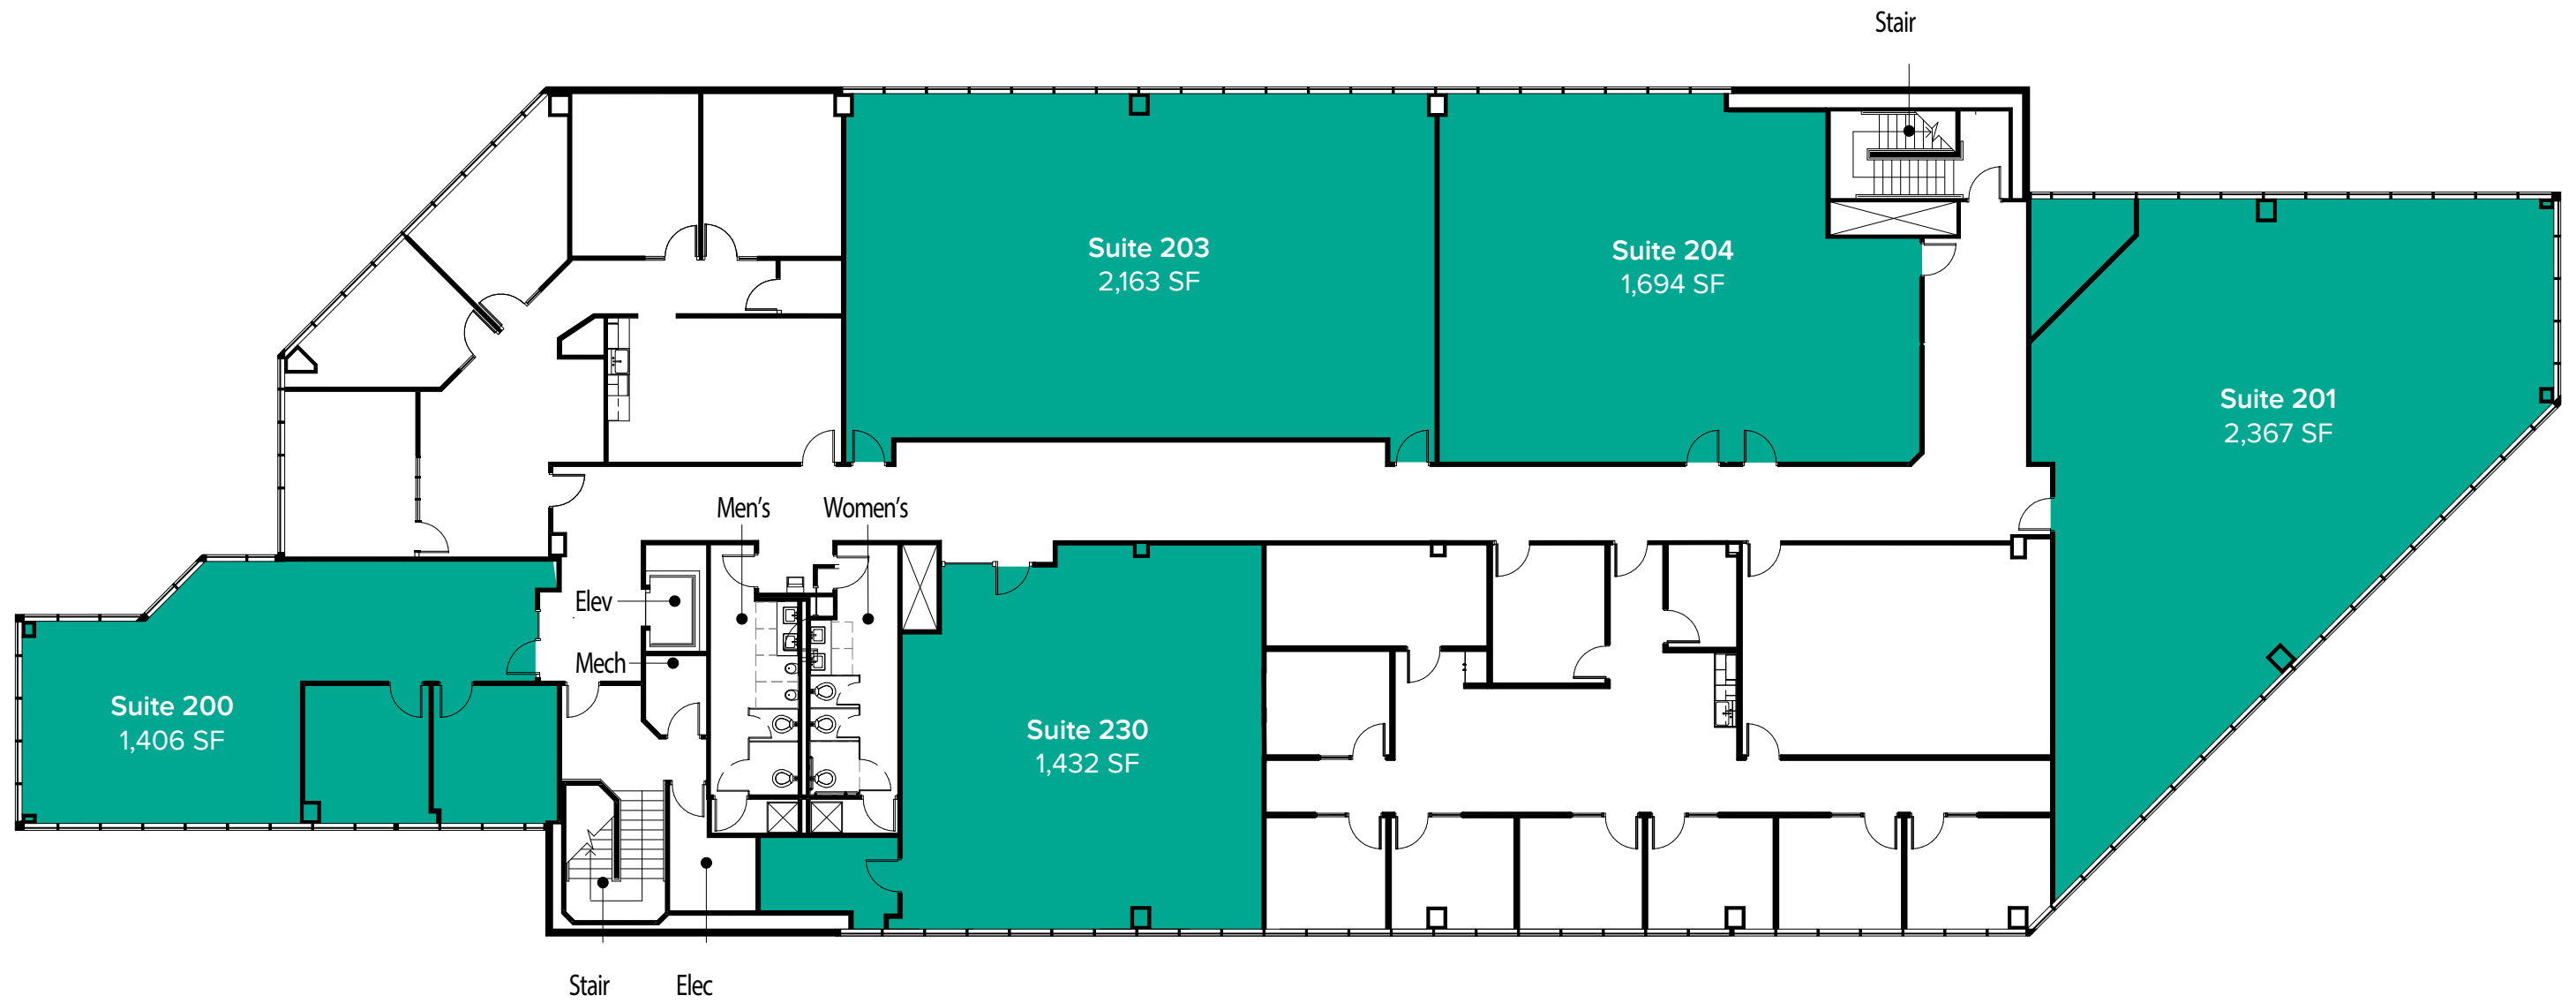 Stair
Suite 203
2,163 SF
Suite 204
1,694 SF
Suite 201
2,367 SF
Men's
Women's
Elev
Mech
Suite 200
1,406 SF
Suite 230
1,432 SF
Stair
Elec